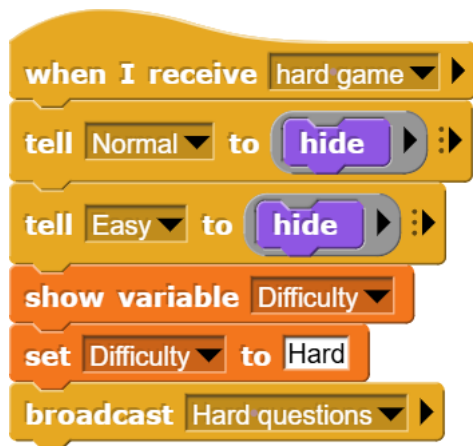 when I receive hard game
tell Normal to hide
tell Easy to hide
show variable Difficulty
set Difficulty to Hard
broadcast Hard questions